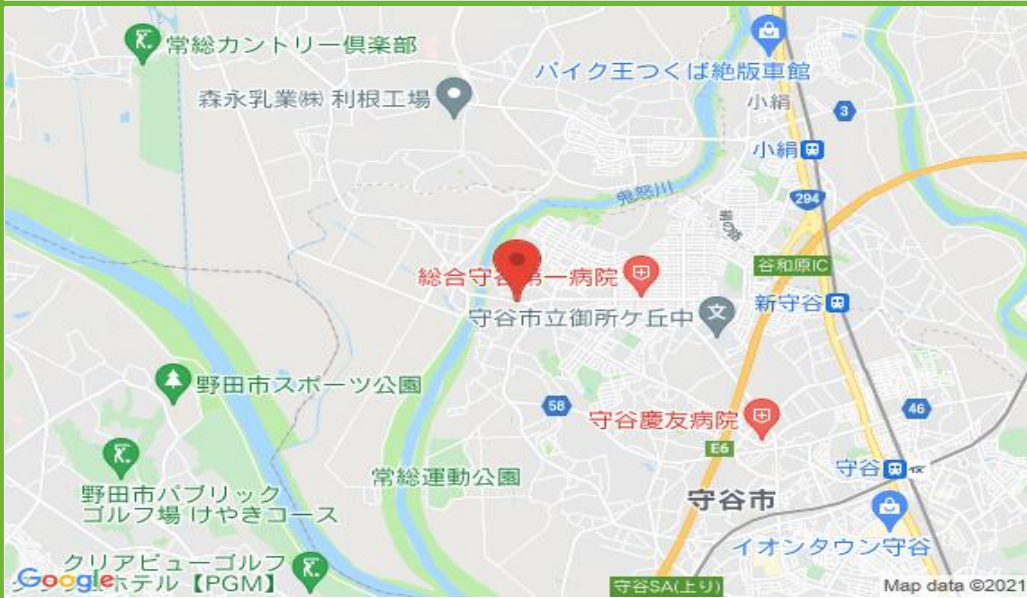 常総カントリー倶楽部
バイク王つくば絶版車館
森永乳業㈱ 利根工場
小絹
3
小絹
鬼怒川
294
谷和原IC
総合守谷第一病院
新守谷
守谷市立御所ケ丘中
文
野田市スポーツ公園
58
46
守谷慶友病院
E6
守谷
常総運動公園
野田市パブリック
ゴルフ場 けやきコース
守谷市
イオンタウン守谷
クリアビューゴルフ
ホテル【PGM】
Google
守谷SA(上り)
Map data ©2021